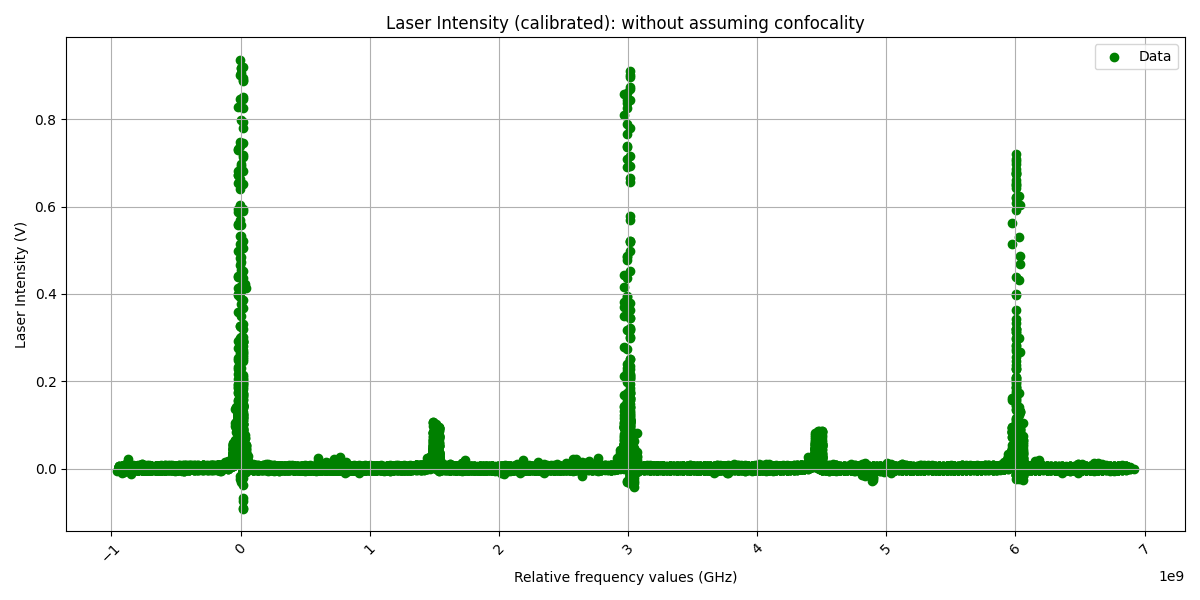 Laser Intensity (calibrated): without assuming confocality
Data
Laser Intensity (V)
0.8
0.6
0.4
0.2
0.0
−1
0
1
2
3
4
5
6
7
1e9
Relative frequency values (GHz)